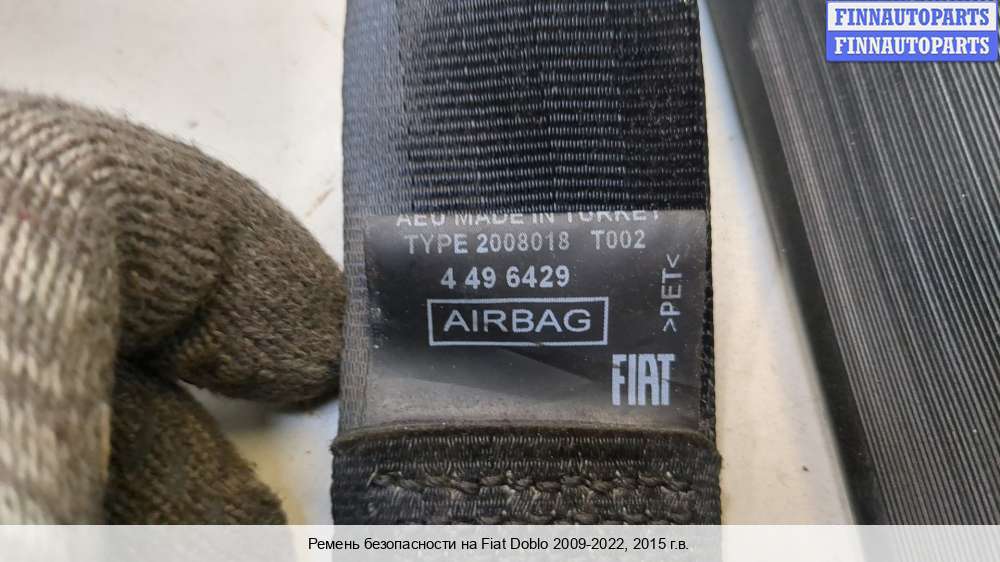 FINNAUTOPARTS
FINNAUTOPARTS
AEO MADE IN TURKEY
TYPE 2008018 T002
4 49 6429
>PET<
AIRBAG
FIAT
Ремень безопасности на Fiat Doblo 2009-2022, 2015 г.в.